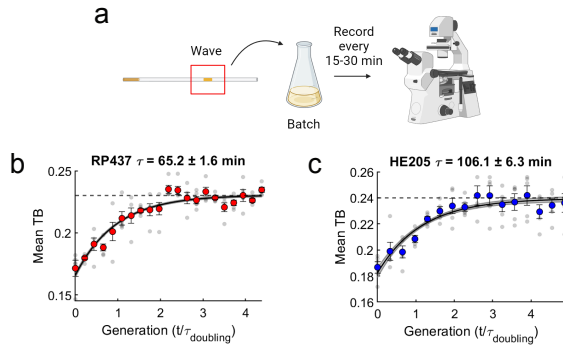 a
Wave
Batch
Record
every
15-30 min
b
RP437 τ = 65.2 ± 1.6 min
0.25
0.2
0.15
Mean TB
0 1 2 3 4
Generation (t/τdoubling)
c
HE205 τ = 106.1 ± 6.3 min
0.26
0.24
0.22
0.2
0.18
0.16
Mean TB
0 1 2 3 4
Generation (t/τdoubling)